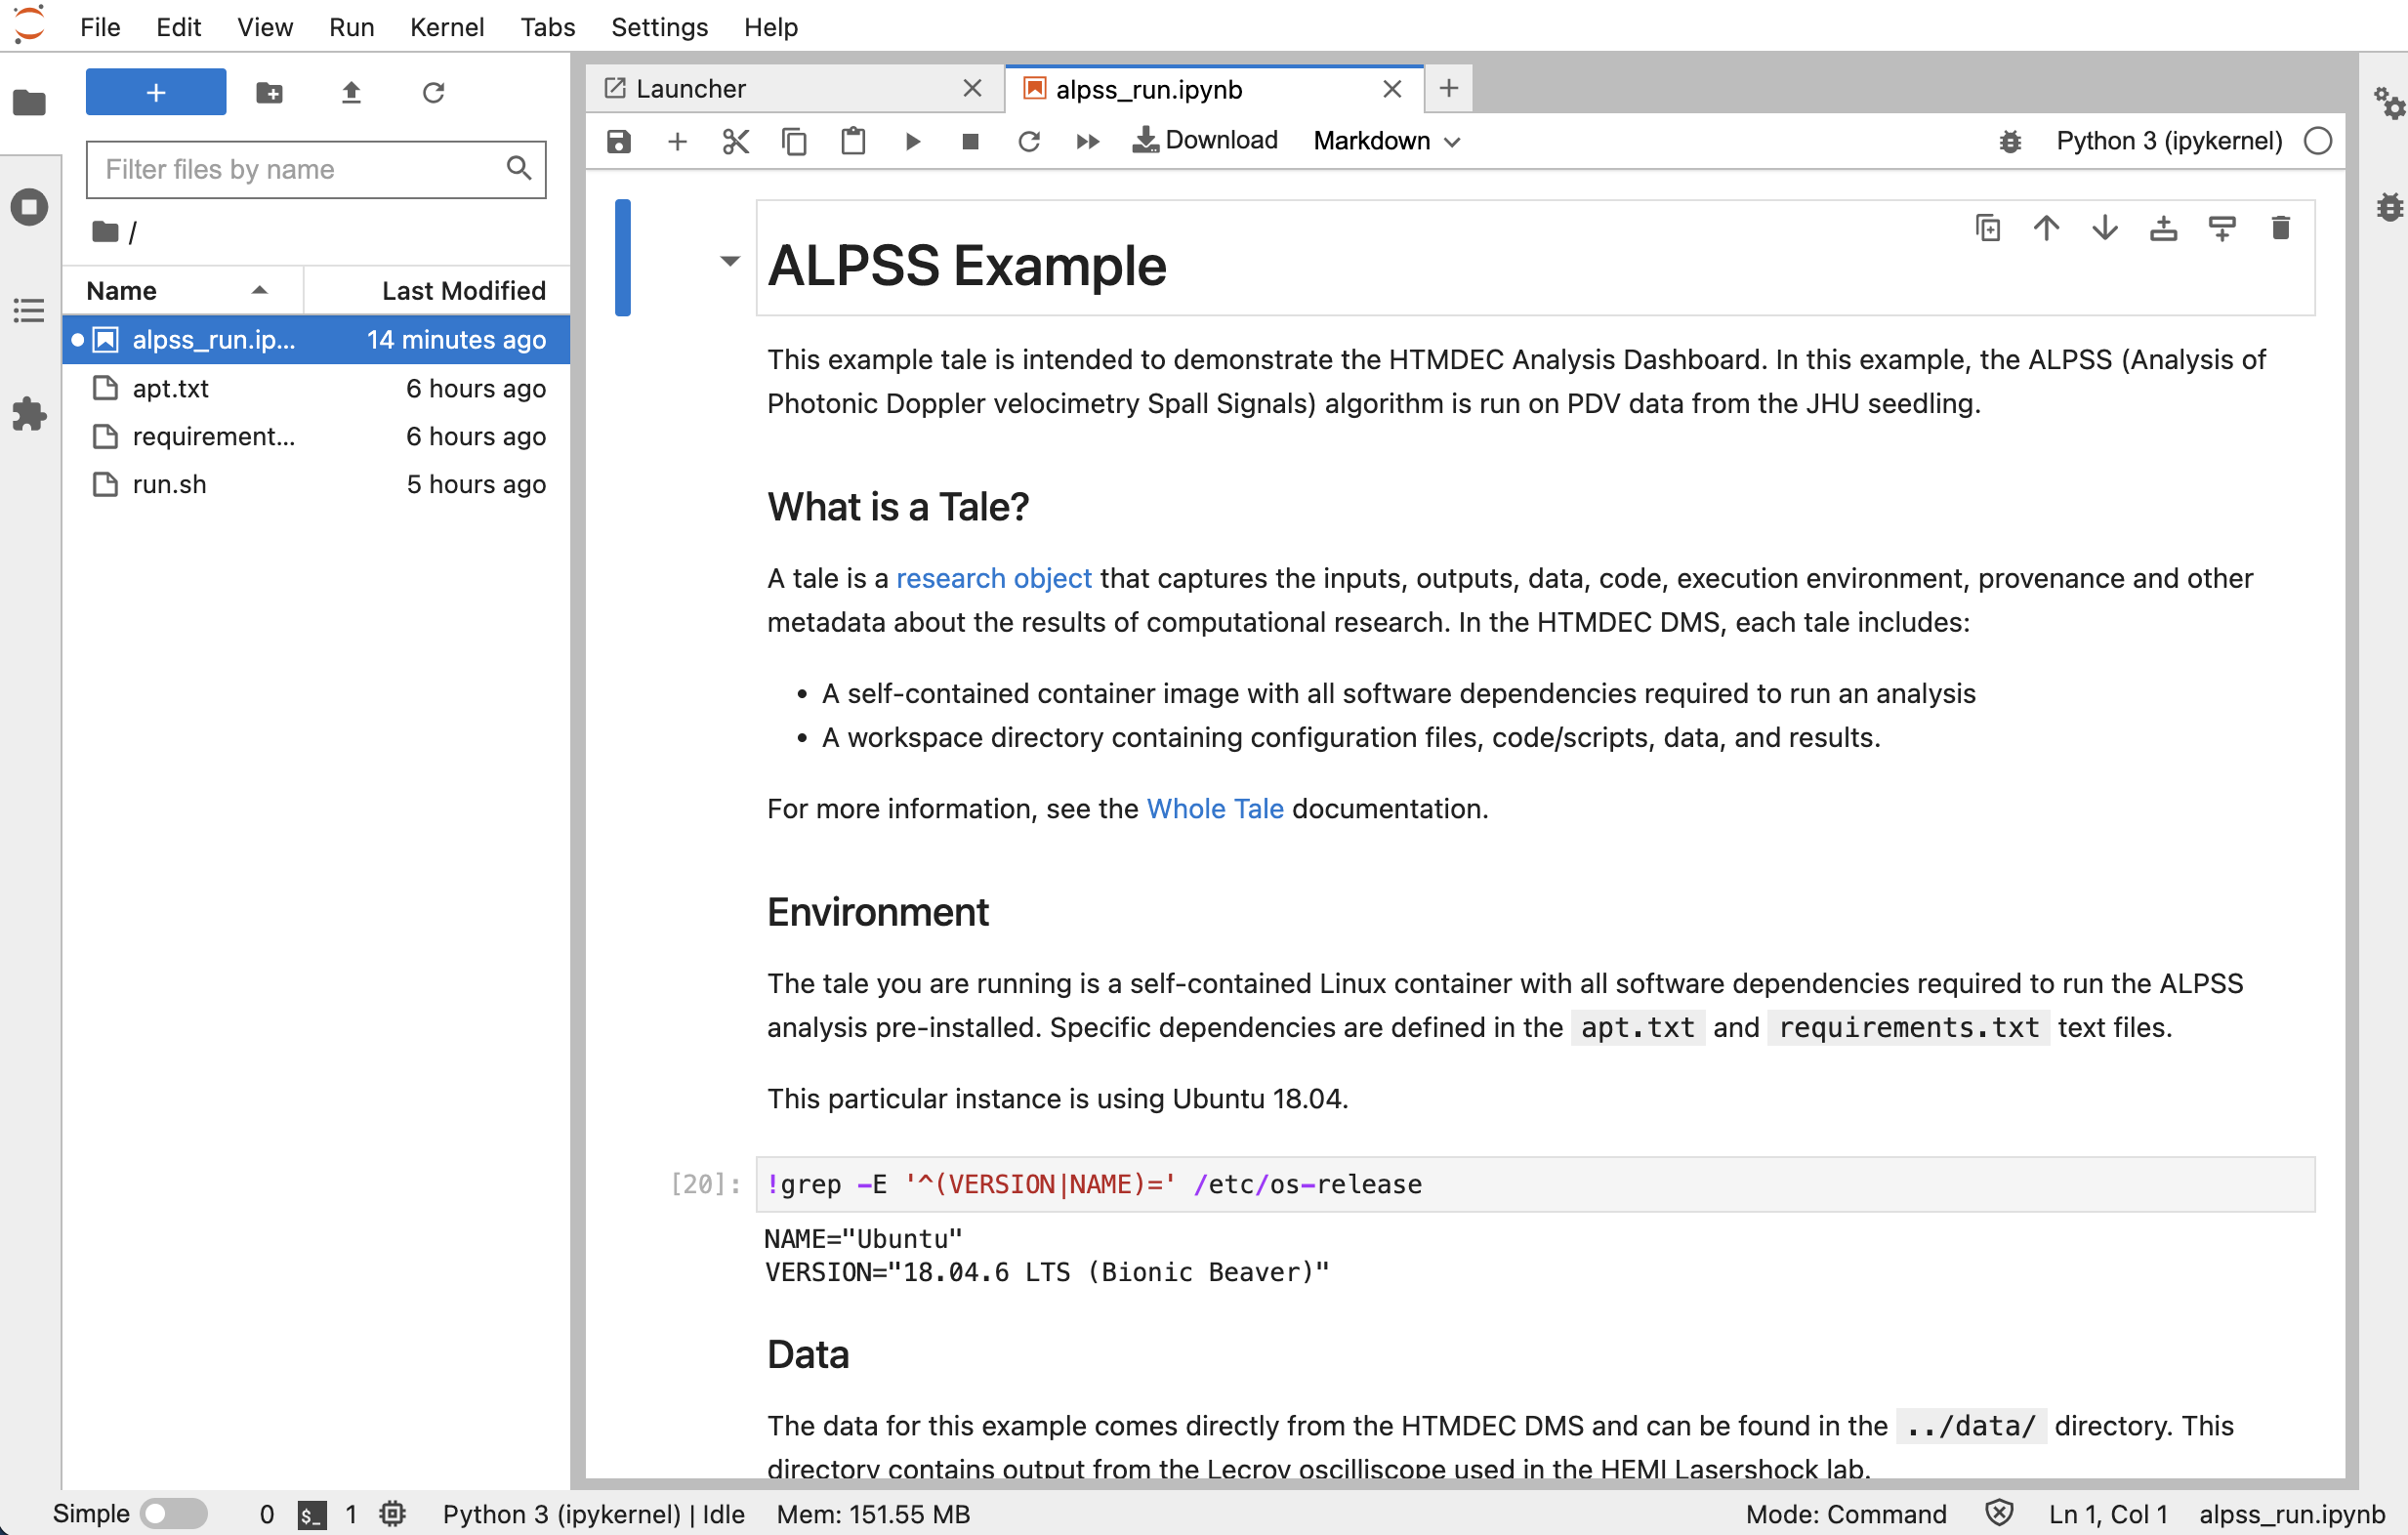 File Edit View Run Kernel Tabs Settings Help
Launcher
alpss_run.ipynb
Download Markdown
Python 3 (ipykernel)
Filter files by name
/
Name Last Modified
alpss_run.ip... 14 minutes ago
apt.txt 6 hours ago
requirement... 6 hours ago
run.sh 5 hours ago
ALPSS Example
This example tale is intended to demonstrate the HTMDEC Analysis Dashboard. In this example, the ALPSS (Analysis of
Photonic Doppler velocimetry Spall Signals) algorithm is run on PDV data from the JHU seedling.
What is a Tale?
A tale is a research object that captures the inputs, outputs, data, code, execution environment, provenance and other
metadata about the results of computational research. In the HTMDEC DMS, each tale includes:
• A self-contained container image with all software dependencies required to run an analysis
• A workspace directory containing configuration files, code/scripts, data, and results.
For more information, see the Whole Tale documentation.
Environment
The tale you are running is a self-contained Linux container with all software dependencies required to run the ALPSS
analysis pre-installed. Specific dependencies are defined in the apt.txt and requirements.txt text files.
This particular instance is using Ubuntu 18.04.
[20]: !grep -E '^(VERSION|NAME)=' /etc/os-release
NAME="Ubuntu"
VERSION="18.04.6 LTS (Bionic Beaver)"
Data
The data for this example comes directly from the HTMDEC DMS and can be found in the ../data/ directory. This
directory contains output from the Lecroy oscilliscope used in the HEMI Lasershock lab.
Simple 0 $_ 1 Python 3 (ipykernel) | Idle Mem: 151.55 MB Mode: Command Ln 1, Col 1 alpss_run.ipynb